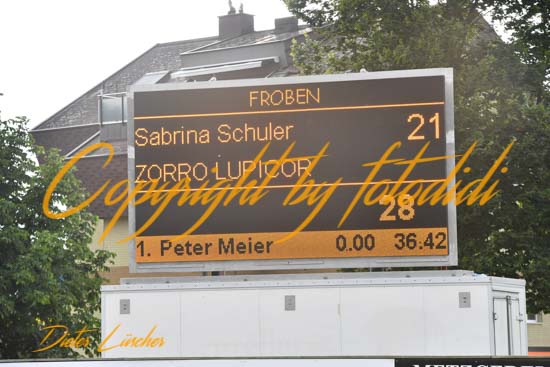 FROBEN
Sabrina Schuler 21
ZORRO LUPICOR
Copyright by fotodidi
28
1. Peter Meier 0.00 36:42
Dieter Lüscher